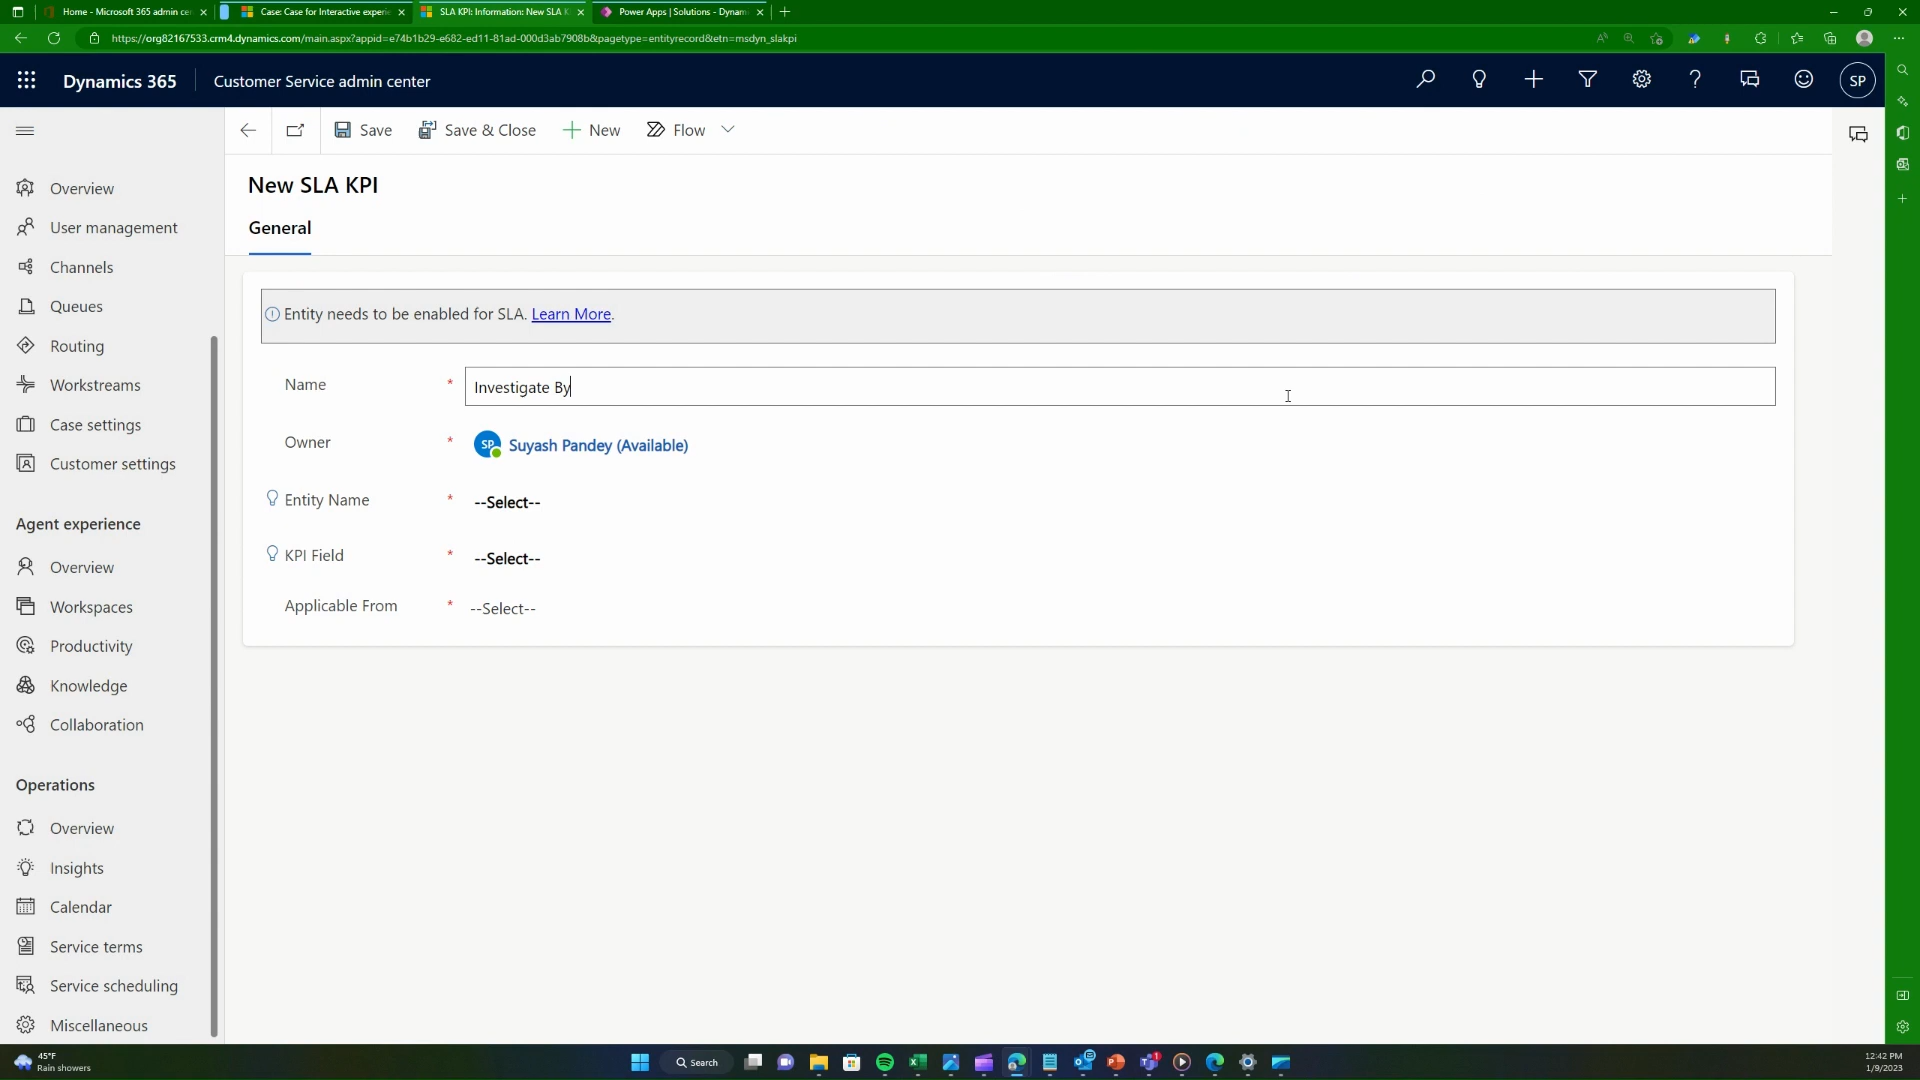 Home - Microsoft 365 admin cen
Case: Case for Interactive experie
SLA KPI: Information: New SLA K
Power Apps | Solutions - Dynam
https://org82167533.crm4.dynamics.com/main.aspx?appid=e74b1b29-e682-ed11-81ad-000d3ab7908b&pagetype=entityrecord&etn=msdyn_slakpi
Dynamics 365
Customer Service admin center
SP
Save
Save & Close
New
Flow
New SLA KPI
General
Entity needs to be enabled for SLA. Learn More.
Name * Investigate By
Owner * SP Suyash Pandey (Available)
Entity Name * --Select--
KPI Field * --Select--
Applicable From * --Select--
Overview
User management
Channels
Queues
Routing
Workstreams
Case settings
Customer settings
Agent experience
Overview
Workspaces
Productivity
Knowledge
Collaboration
Operations
Overview
Insights
Calendar
Service terms
Service scheduling
Miscellaneous
45°F
Rain showers
Search
12:42 PM
1/9/2023